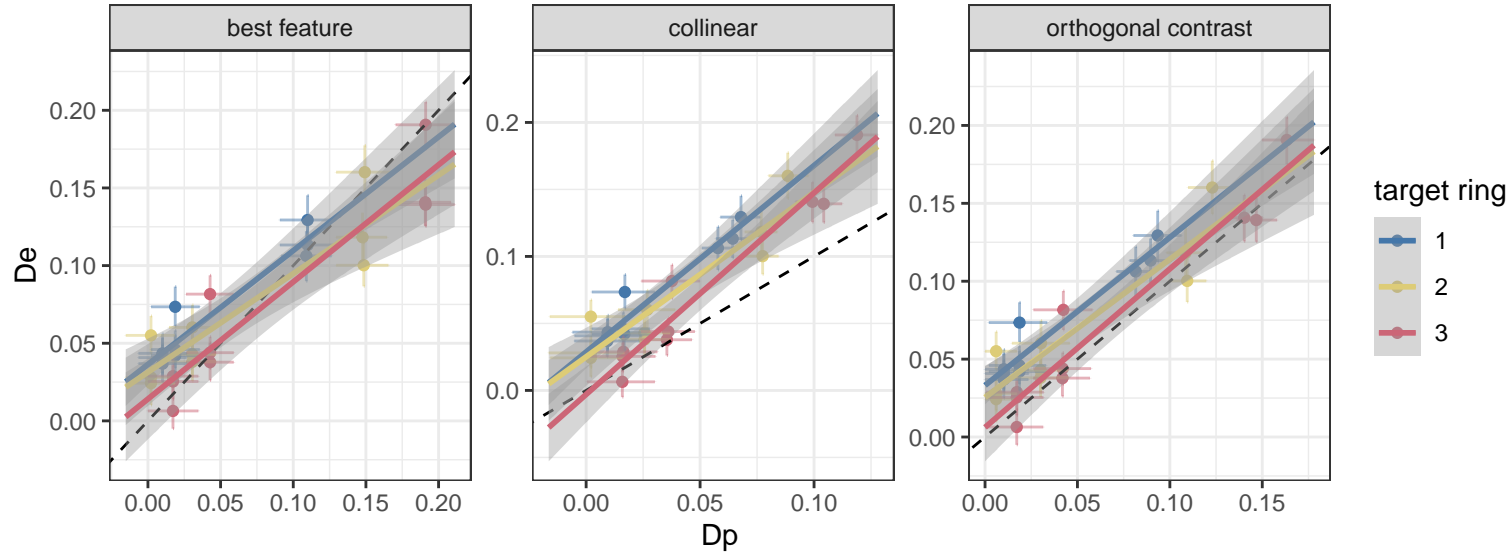 best feature
collinear
orthogonal contrast
De
0.20
0.15
0.10
0.05
0.00
0.2
0.1
0.0
0.20
0.15
0.10
0.05
0.00
0.00 0.05 0.10 0.15 0.20
0.00 0.05 0.10
0.00 0.05 0.10 0.15
Dp
target ring
1
2
3